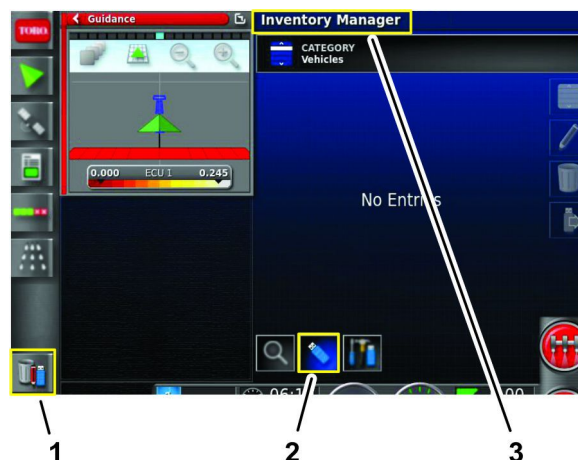 TORO
Guidance
Inventory Manager
CATEGORY
Vehicles
0.000 ECU 1 0.245
No Entries
1
2
3